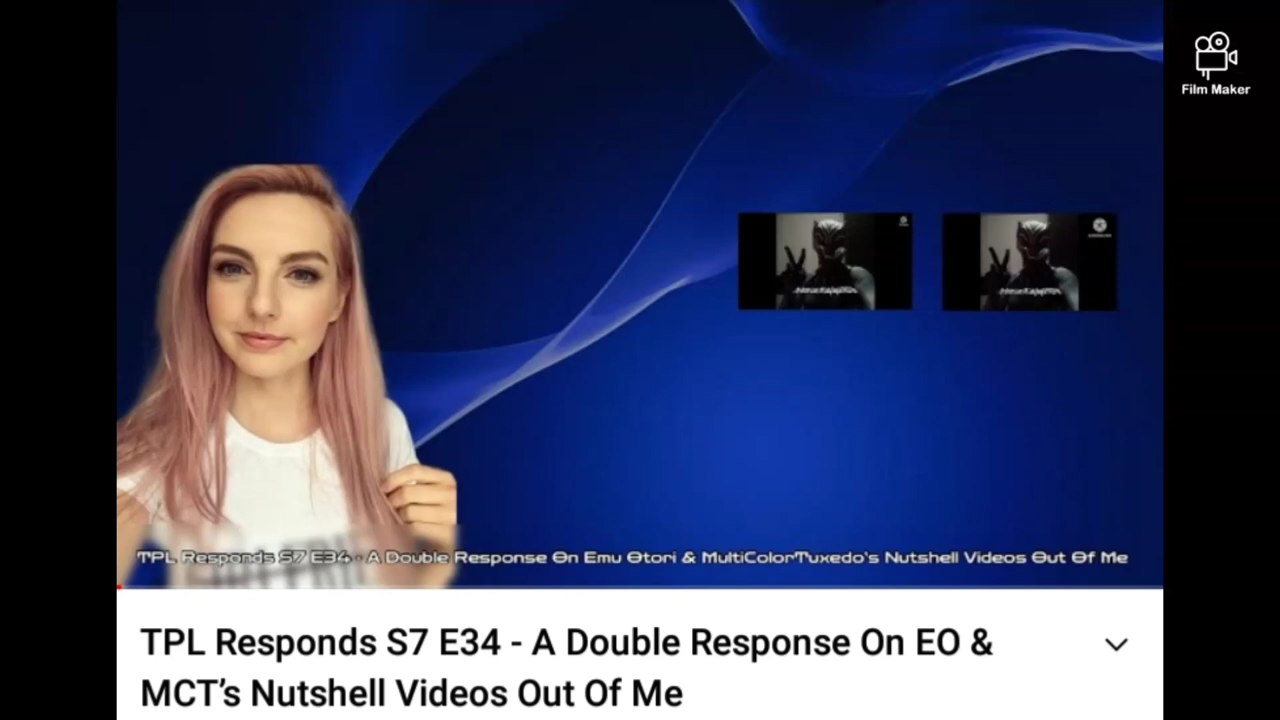 Film Maker
TPL Responds S7 E34 - A Double Response On Emu Otori & MultiColorTuxedo's Nutshell Videos Out Of Me
TPL Responds S7 E34 - A Double Response On EO &
MCT's Nutshell Videos Out Of Me